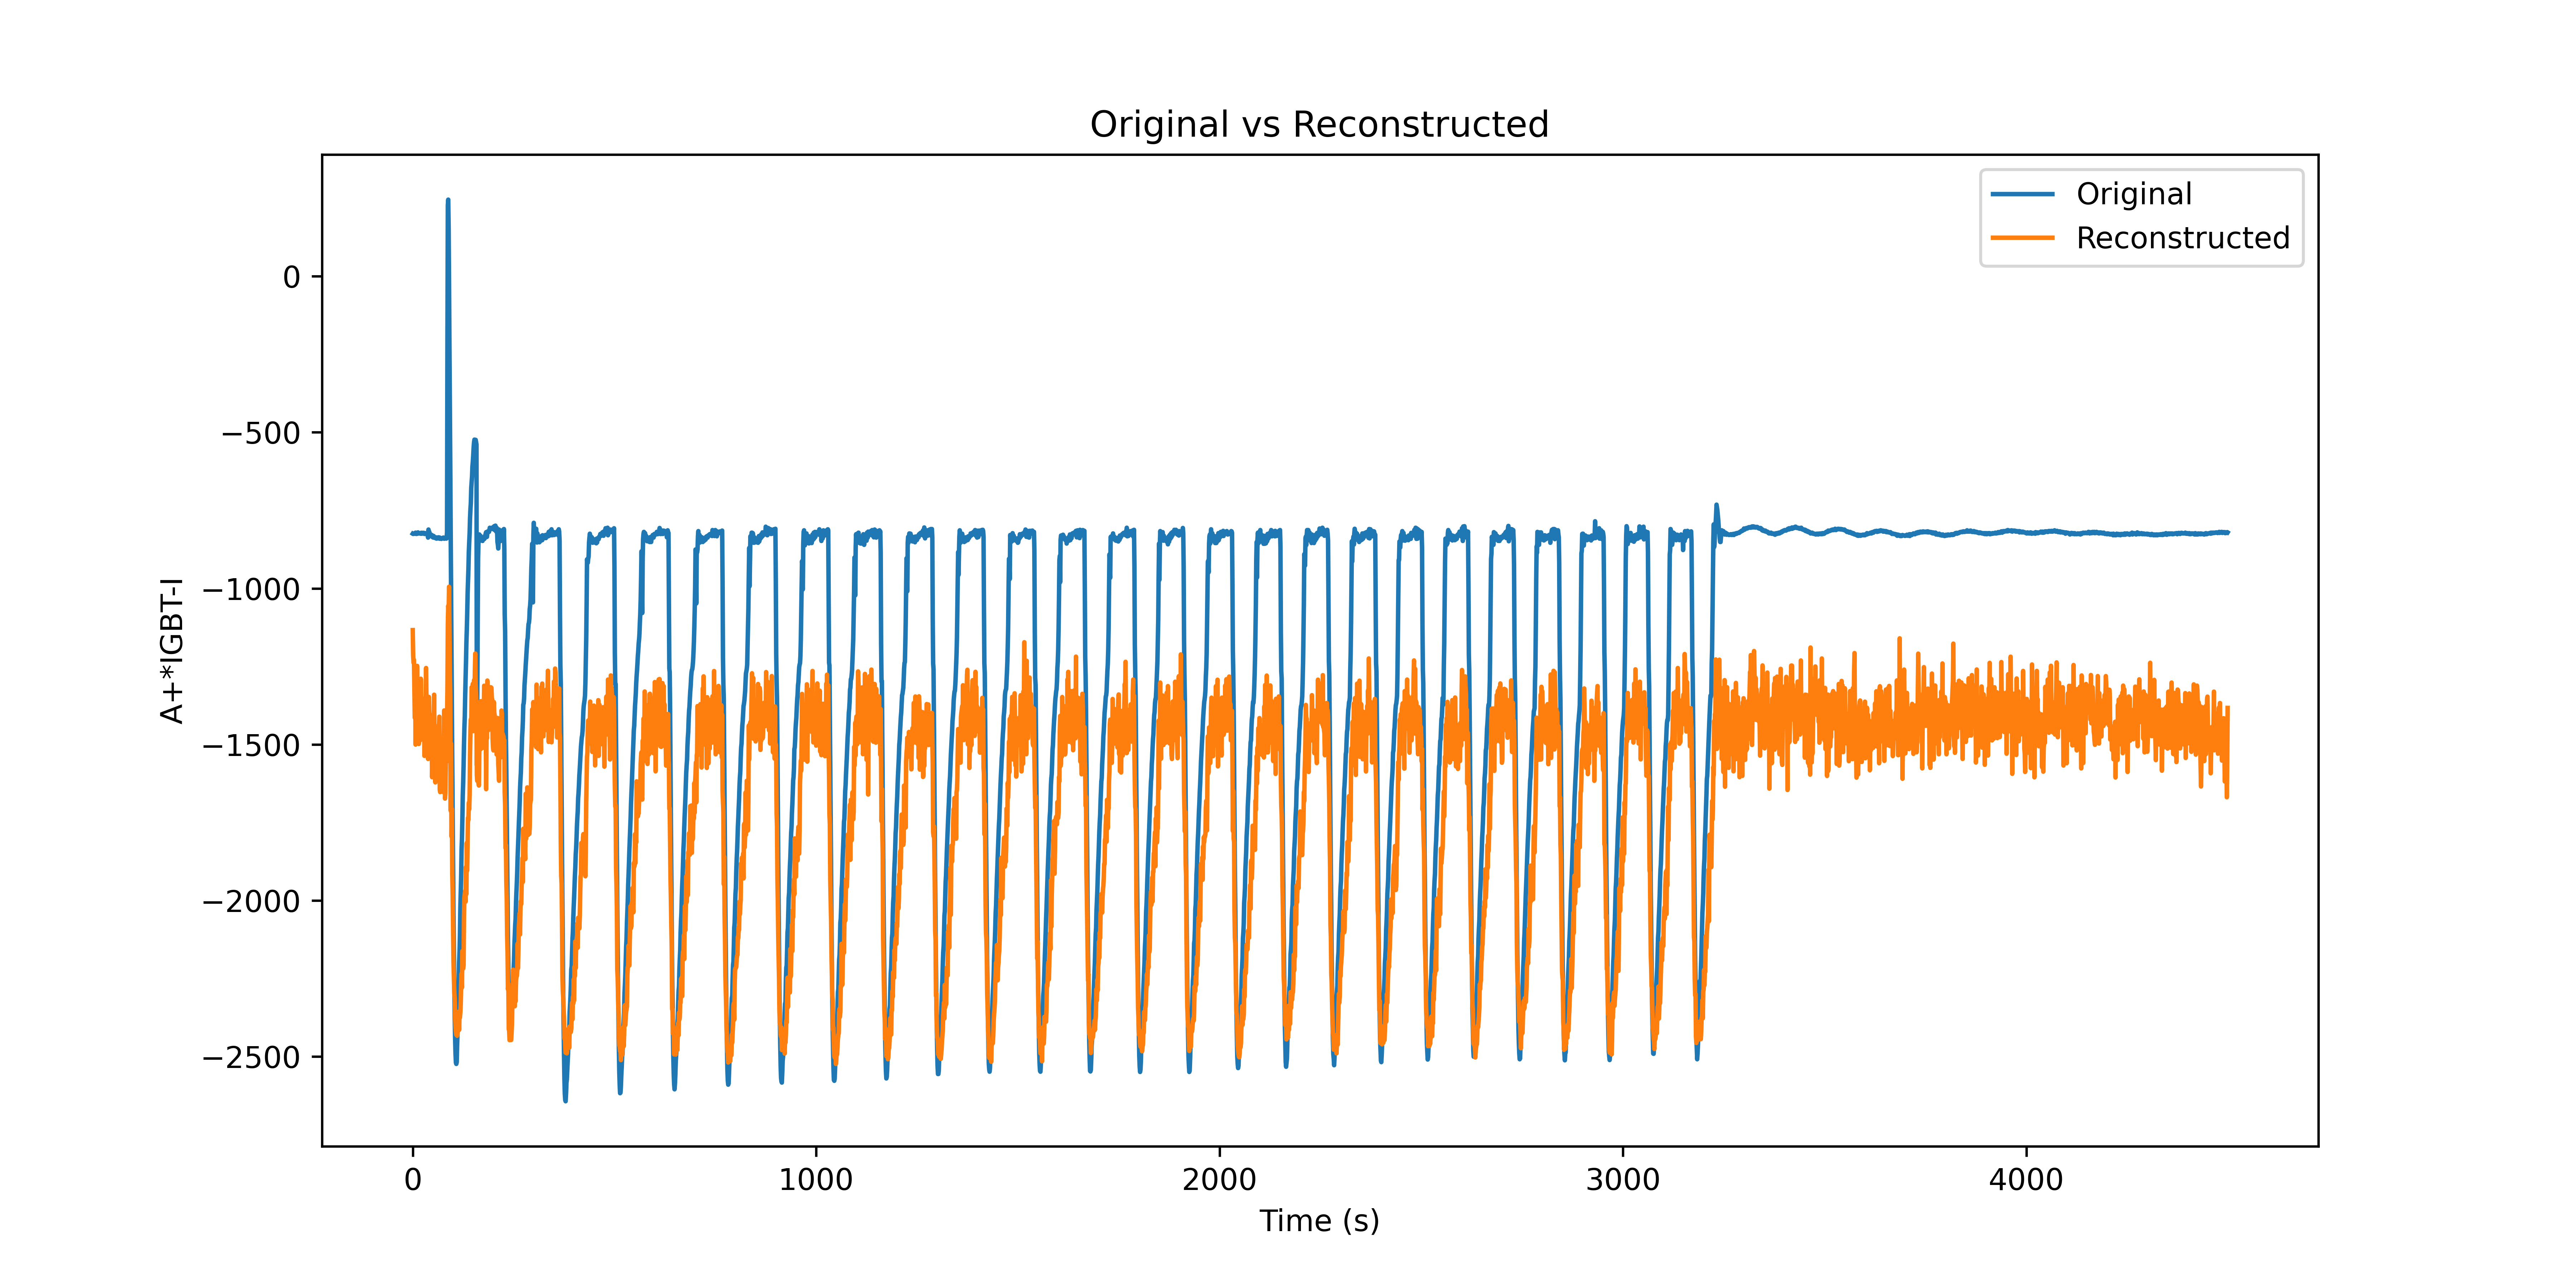 Original vs Reconstructed
Original
Reconstructed
A+*IGBT-I
0
−500
−1000
−1500
−2000
−2500
0
1000
2000
3000
4000
Time (s)